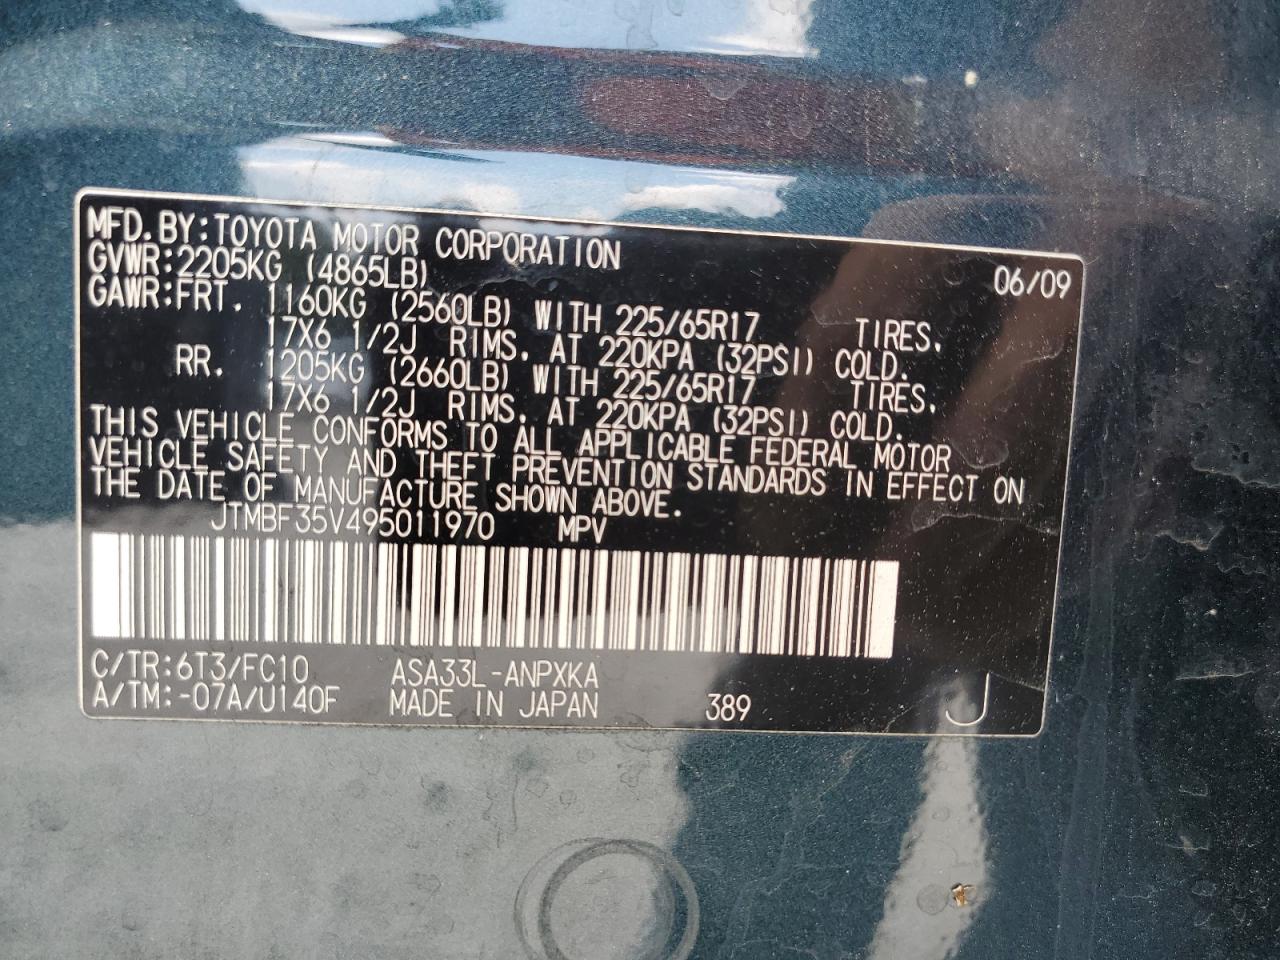 MFD.BY:TOYOTA MOTOR CORPORATION 06/09
GVWR:2205KG (4865LB)
GAWR:FRT. 1160KG (2560LB) WITH 225/65R17 TIRES,
17X6 1/2J RIMS, AT 220KPA (32PSI) COLD.
RR. 1205KG (2660LB) WITH 225/65R17 TIRES,
17X6 1/2J RIMS, AT 220KPA (32PSI) COLD.
THIS VEHICLE CONFORMS TO ALL APPLICABLE FEDERAL MOTOR
VEHICLE SAFETY AND THEFT PREVENTION STANDARDS IN EFFECT ON
THE DATE OF MANUFACTURE SHOWN ABOVE.
JTMBF35V495011970 MPV
C/TR:6T3/FC10 ASA33L-ANPXKA
A/TM:-07A/U140F MADE IN JAPAN 389 J